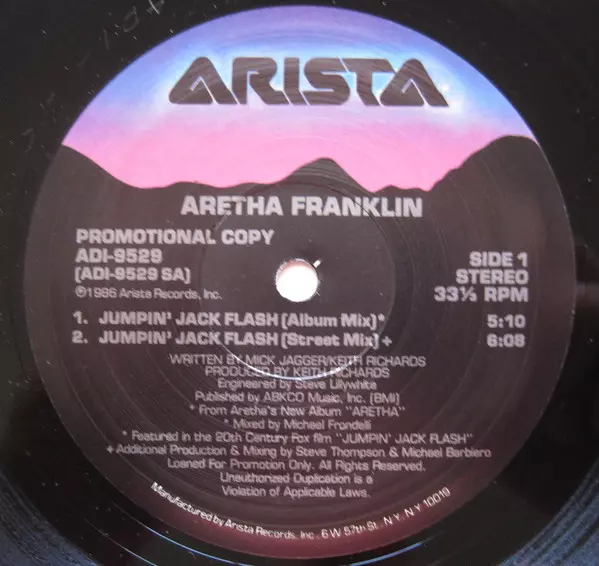 ARISTA
ARETHA FRANKLIN
PROMOTIONAL COPY
ADI-9529
(ADI-9529 SA)
℗1986 Arista Records, Inc.
SIDE 1
STEREO
33⅓ RPM
1. JUMPIN' JACK FLASH (Album Mix)* 5:10
2. JUMPIN' JACK FLASH (Street Mix)+ 6:08
WRITTEN BY MICK JAGGER/KEITH RICHARDS
PRODUCED BY KEITH RICHARDS
Engineered by Steve Lillywhite
Published by ABKCO Music, Inc. (BMI)
* From Aretha's New Album "ARETHA"
* Mixed by Michael Frondelli
* Featured in the 20th Century Fox film "JUMPIN' JACK FLASH"
+ Additional Production & Mixing by Steve Thompson & Michael Barbiero
Loaned For Promotion Only. All Rights Reserved.
Unauthorized Duplication is a
Violation of Applicable Laws.
Manufactured by Arista Records, Inc. 6 W 57th St. N.Y. N.Y. 10019